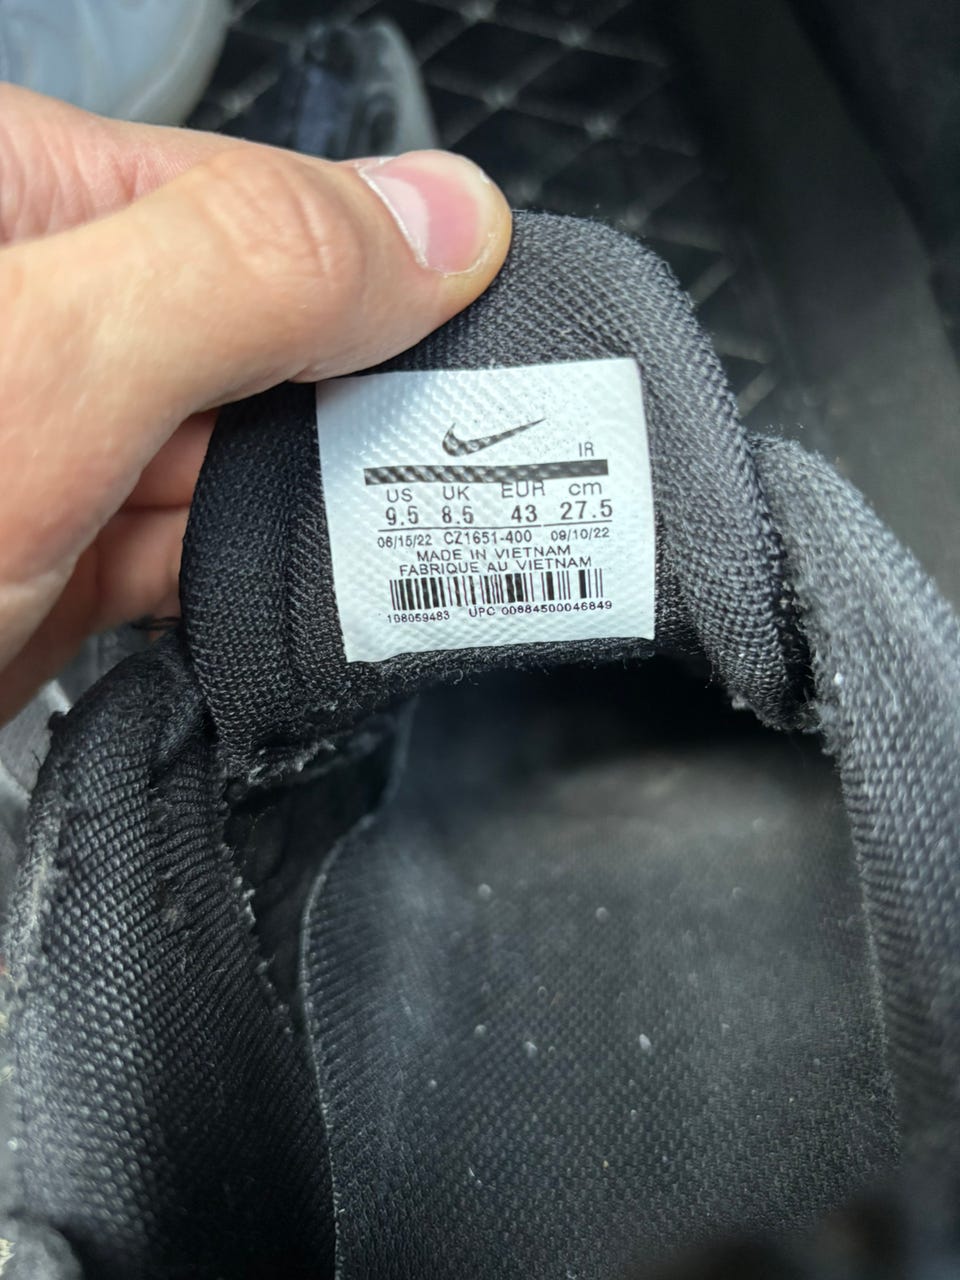 IR
US UK EUR cm
9.5 8.5 43 27.5
06/15/22 CZ1651-400 09/10/22
MADE IN VIETNAM
FABRIQUE AU VIETNAM
108059483 UPC 00884500046849